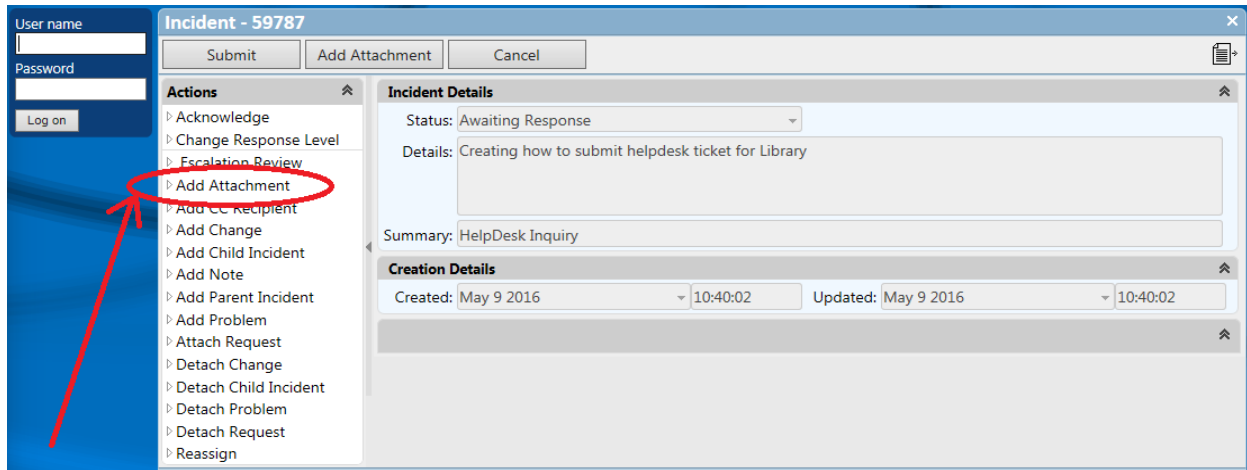 User name
Password
Log on
Incident - 59787
Submit
Add Attachment
Cancel
Actions
Acknowledge
Change Response Level
Escalation Review
Add Attachment
Add CC Recipient
Add Change
Add Child Incident
Add Note
Add Parent Incident
Add Problem
Attach Request
Detach Change
Detach Child Incident
Detach Problem
Detach Request
Reassign
Incident Details
Status: Awaiting Response
Details: Creating how to submit helpdesk ticket for Library
Summary: HelpDesk Inquiry
Creation Details
Created: May 9 2016 10:40:02 Updated: May 9 2016 10:40:02